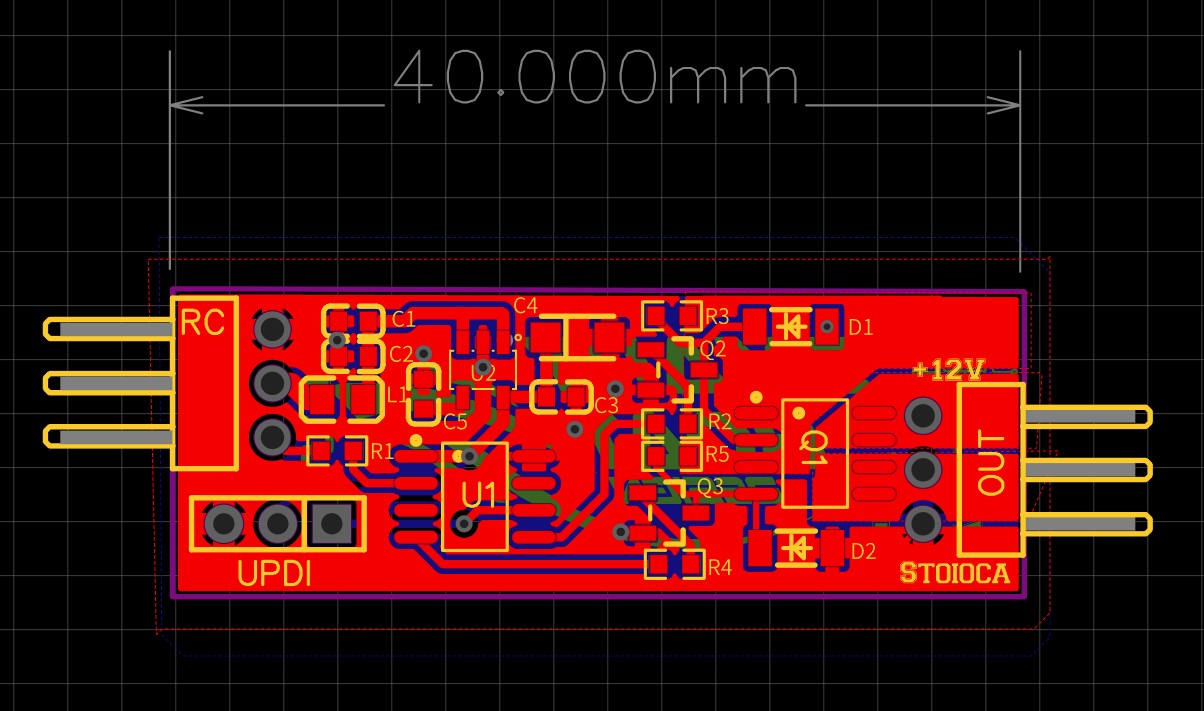 40.000mm
RC
C1
C4
R3
D1
C2
U2
Q2
+12V
L1
C5
C3
R2
R1
R5
Q1
OUT
U1
Q3
D2
UPDI
R4
STOIOCA